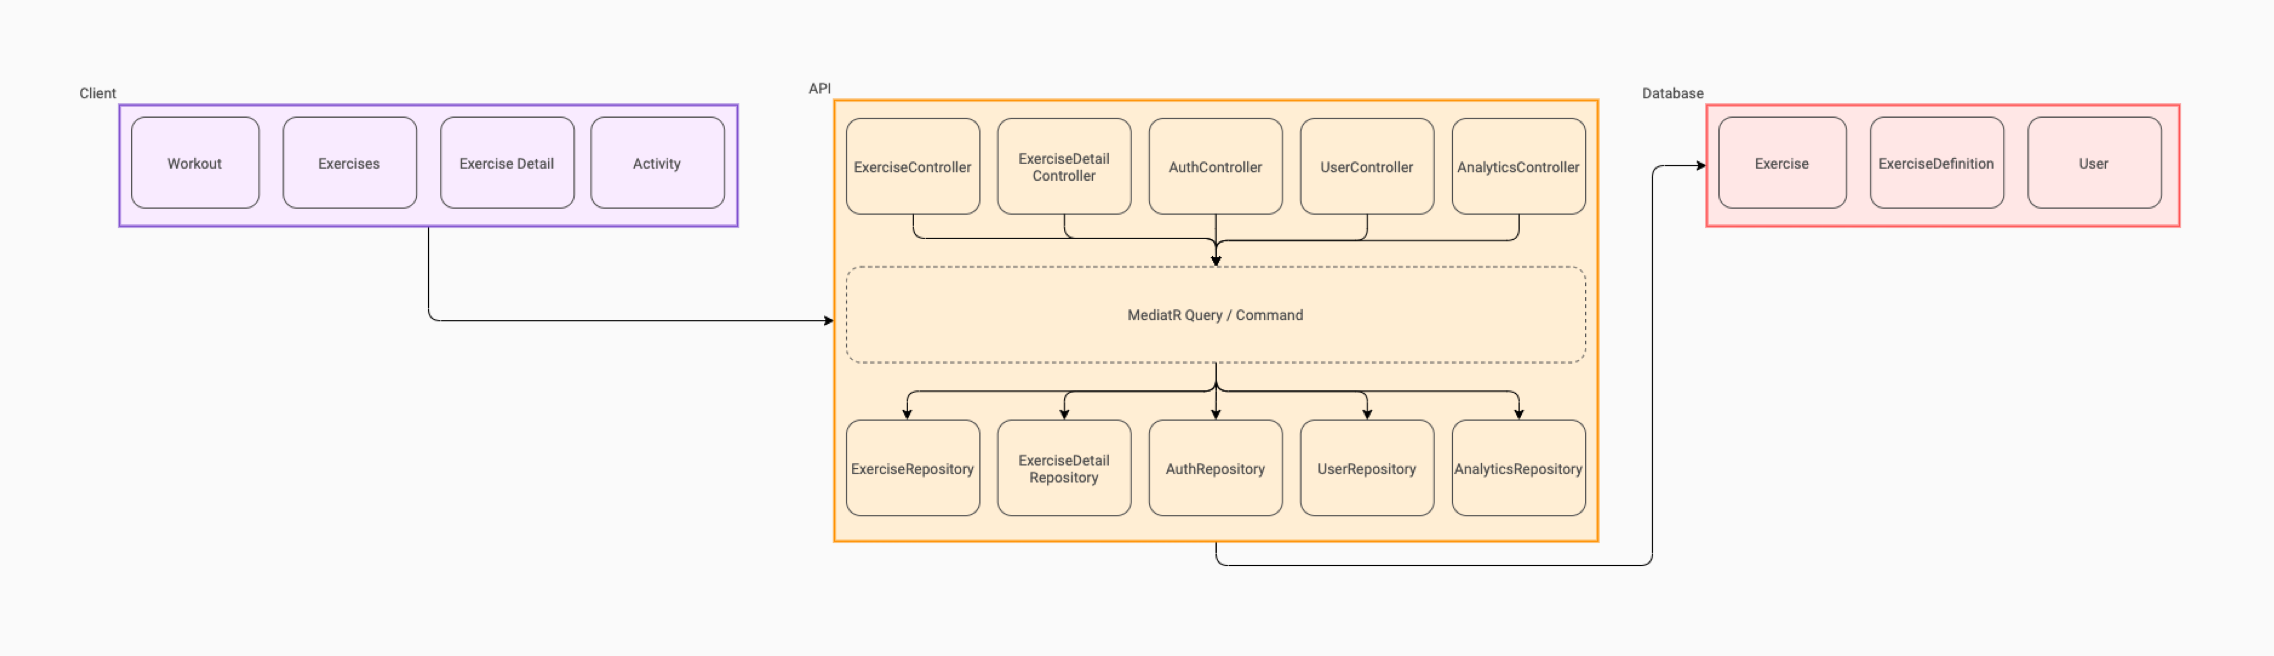 Client
Workout
Exercises
Exercise Detail
Activity
API
ExerciseController
ExerciseDetail
Controller
AuthController
UserController
AnalyticsController
MediatR Query / Command
ExerciseRepository
ExerciseDetail
Repository
AuthRepository
UserRepository
AnalyticsRepository
Database
Exercise
ExerciseDefinition
User